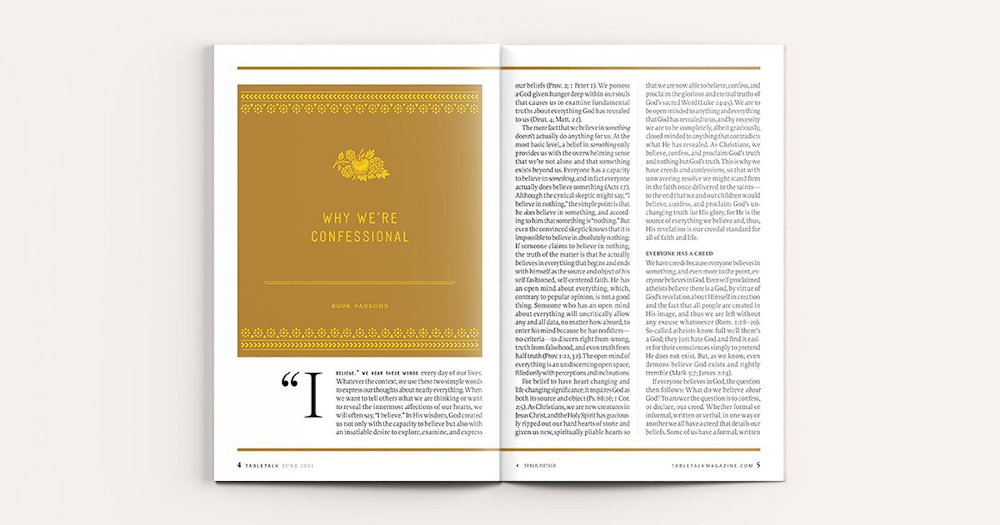 WHY WE'RE
CONFESSIONAL
BURK PARSONS
"I
BELIEVE." WE HEAR THESE WORDS every day of our lives.
Whatever the context, we use these two simple words
to express our thoughts about nearly everything. When
we want to tell others what we are thinking or want
to reveal the innermost affections of our hearts, we
will often say, "I believe." In His wisdom, God created
us not only with the capacity to believe but also with
an insatiable desire to explore, examine, and express
4 TABLETALK JUNE 2021
our beliefs (Prov. 2; 1 Peter 1). We possess
a God-given hunger deep within our souls
that causes us to examine fundamental
truths about everything God has revealed
to us (Deut. 4; Matt. 22).
The mere fact that we believe in something
doesn't actually do anything for us. At the
most basic level, a belief in something only
provides us with the overwhelming sense
that we're not alone and that something
exists beyond us. Everyone has a capacity
to believe in something, and in fact everyone
actually does believe something (Acts 17).
Although the cynical skeptic might say, "I
believe in nothing," the simple point is that
he does believe in something, and accord-
ing to him that something is "nothing." But
even the convinced skeptic knows that it is
impossible to believe in absolutely nothing.
If someone claims to believe in nothing,
the truth of the matter is that he actually
believes in everything that begins and ends
with himself as the source and object of his
self-fashioned, self-centered faith. He has
an open mind about everything, which,
contrary to popular opinion, is not a good
thing. Someone who has an open mind
about everything will uncritically allow
any and all data, no matter how absurd, to
enter his mind because he has no filters—
no criteria—to discern right from wrong,
truth from falsehood, and even truth from
half-truth (Prov. 1:22, 32). The open mind of
everything is an undiscerning open space,
filled only with perceptions and inclinations.
For belief to have heart-changing and
life-changing significance, it requires God as
both its source and object (Ps. 68:26; 1 Cor.
2:5). As Christians, we are new creatures in
Jesus Christ, and the Holy Spirit has gracious-
ly ripped out our hard hearts of stone and
given us new, spiritually pliable hearts so
that we are now able to believe, confess, and
proclaim the glorious and eternal truths of
God's sacred Word (Luke 24:45). We are to
be open-minded to anything and everything
that God has revealed to us, and by necessity
we are to be completely, albeit graciously,
closed minded to anything that contradicts
what He has revealed. As Christians, we
believe, confess, and proclaim God's truth
and nothing but God's truth. This is why we
have creeds and confessions, so that with
unwavering resolve we might stand firm
in the faith once delivered to the saints—
to the end that we and our children would
believe, confess, and proclaim God's un-
changing truth for His glory, for He is the
source of everything we believe and, thus,
His revelation is our creedal standard for
all of faith and life.
EVERYONE HAS A CREED
We have creeds because everyone believes in
something, and even more to the point, ev-
eryone believes in God. Even self-proclaimed
atheists believe there is a God, by virtue of
God's revelation about Himself in creation
and the fact that all people are created in
His image, and thus we are left without
any excuse whatsoever (Rom. 1:18–20).
So-called atheists know full well there's
a God; they just hate God and find it easi-
er for their consciences simply to pretend
He does not exist. But, as we know, even
demons believe God exists and rightly
tremble (Mark 5:7; James 2:19).
If everyone believes in God, the question
then follows: What do we believe about
God? To answer the question is to confess,
or declare, our creed. Whether formal or
informal, written or verbal, in one way or
another we all have a creed that details our
beliefs. Some of us have a formal, written
TRAVIS PIETSCH
TABLETALKMAGAZINE.COM 5